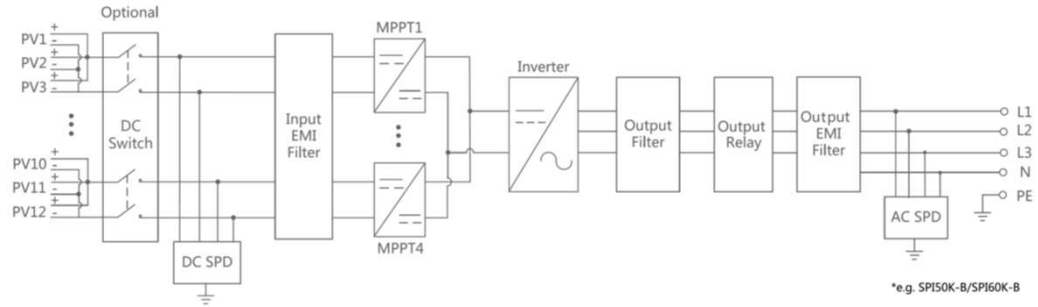 Optional
PV1
+
-
PV2
+
-
PV3
+
-
DC
Switch
PV10
+
-
PV11
+
-
PV12
+
-
DC SPD
Input
EMI
Filter
MPPT1
MPPT4
Inverter
Output
Filter
Output
Relay
Output
EMI
Filter
L1
L2
L3
N
PE
AC SPD
*e.g. SPI50K-B/SPI60K-B